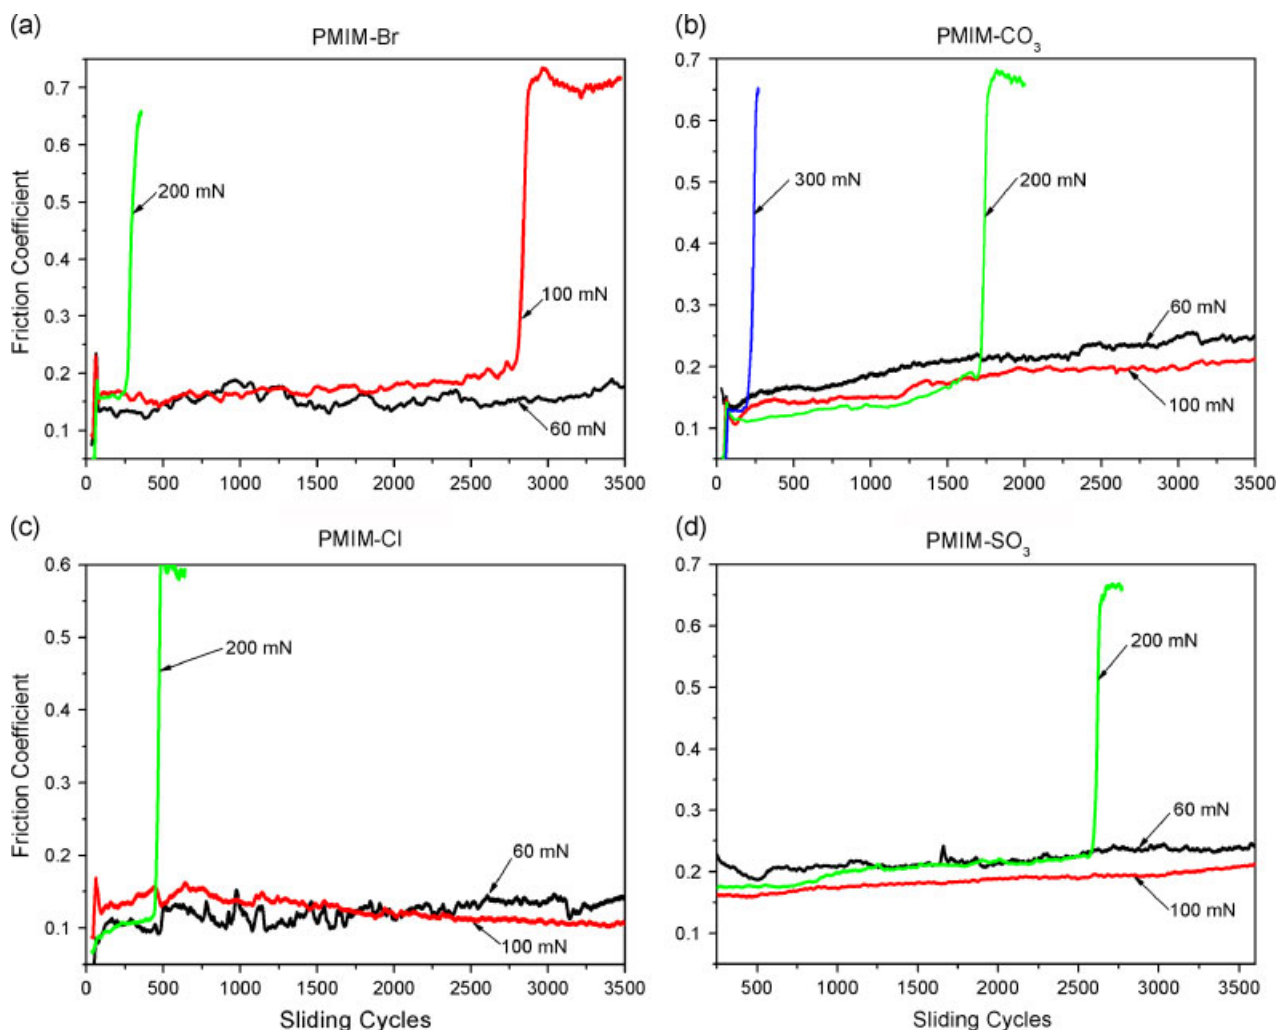 (a)
PMIM-Br
0.7
0.6
0.5
0.4
0.3
0.2
0.1
Friction Coefficient
200 mN
100 mN
60 mN
0 500 1000 1500 2000 2500 3000 3500
(b)
PMIM-CO3
0.7
0.6
0.5
0.4
0.3
0.2
0.1
300 mN
200 mN
60 mN
100 mN
0 500 1000 1500 2000 2500 3000 3500
(c)
PMIM-Cl
0.6
0.5
0.4
0.3
0.2
0.1
Friction Coefficient
200 mN
60 mN
100 mN
0 500 1000 1500 2000 2500 3000 3500
Sliding Cycles
(d)
PMIM-SO3
0.7
0.6
0.5
0.4
0.3
0.2
0.1
200 mN
60 mN
100 mN
500 1000 1500 2000 2500 3000 3500
Sliding Cycles